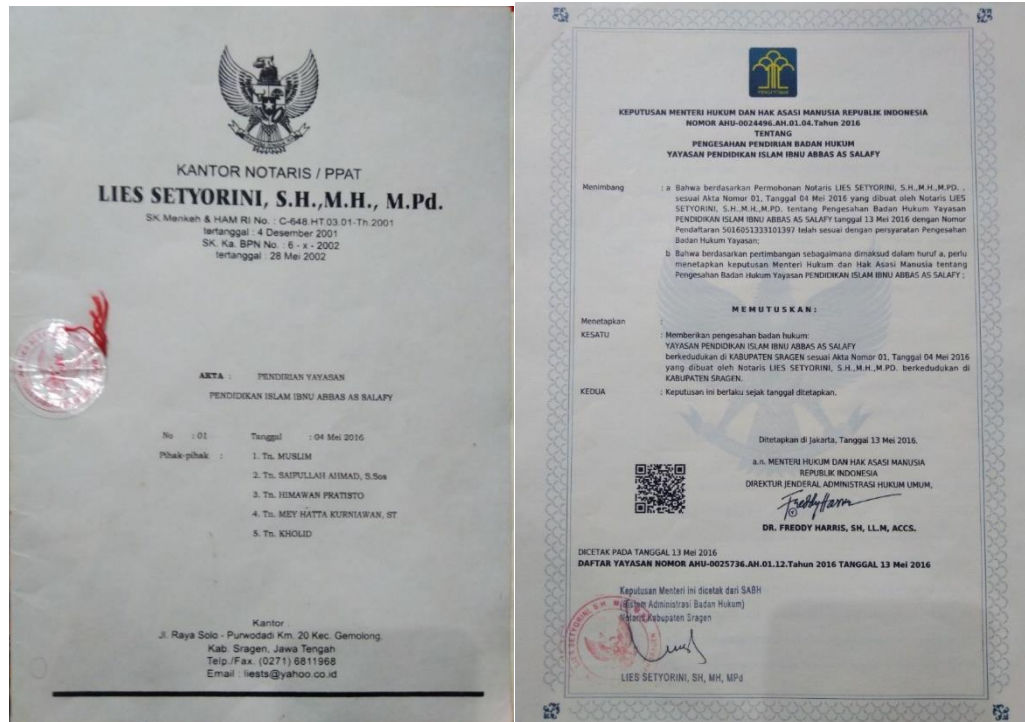 KANTOR NOTARIS / PPAT
LIES SETYORINI, S.H.,M.H., M.Pd.
SK.Menkeh & HAM RI No. : C-648.HT.03.01-Th.2001
tertanggal : 4 Desember 2001
SK. Ka. BPN No. : 6 - x - 2002
tertanggal : 28 Mei 2002
AKTA : PENDIRIAN YAYASAN
PENDIDIKAN ISLAM IBNU ABBAS AS SALAFY
No : 01 Tanggal : 04 Mei 2016
Pihak-pihak : 1. Tn. MUSLIM
2. Tn. SAIFULLAH AHMAD, S.Sos
3. Tn. HIMAWAN PRATISTO
4. Tn. MEY HATTA KURNIAWAN, ST
5. Tn. KHOLID
Kantor :
Jl. Raya Solo - Purwodadi Km. 20 Kec. Gemolong.
Kab. Sragen, Jawa Tengah
Telp./Fax. (0271) 6811968
Email : liests@yahoo.co.id
KEPUTUSAN MENTERI HUKUM DAN HAK ASASI MANUSIA REPUBLIK INDONESIA
NOMOR AHU-0024496.AH.01.04.Tahun 2016
TENTANG
PENGESAHAN PENDIRIAN BADAN HUKUM
YAYASAN PENDIDIKAN ISLAM IBNU ABBAS AS SALAFY
Menimbang : a Bahwa berdasarkan Permohonan Notaris LIES SETYORINI, S.H.,M.H.,M.PD. ,
sesuai Akta Nomor 01, Tanggal 04 Mei 2016 yang dibuat oleh Notaris LIES
SETYORINI, S.H.,M.H.,M.PD. tentang Pengesahan Badan Hukum Yayasan
PENDIDIKAN ISLAM IBNU ABBAS AS SALAFY tanggal 13 Mei 2016 dengan Nomor
Pendaftaran 5016051333101397 telah sesuai dengan persyaratan Pengesahan
Badan Hukum Yayasan;
b Bahwa berdasarkan pertimbangan sebagaimana dimaksud dalam huruf a, perlu
menetapkan keputusan Menteri Hukum dan Hak Asasi Manusia tentang
Pengesahan Badan Hukum Yayasan PENDIDIKAN ISLAM IBNU ABBAS AS SALAFY ;
M E M U T U S K A N :
Menetapkan :
KESATU : Memberikan pengesahan badan hukum:
YAYASAN PENDIDIKAN ISLAM IBNU ABBAS AS SALAFY
berkedudukan di KABUPATEN SRAGEN sesuai Akta Nomor 01, Tanggal 04 Mei 2016
yang dibuat oleh Notaris LIES SETYORINI, S.H.,M.H.,M.PD. berkedudukan di
KABUPATEN SRAGEN.
KEDUA : Keputusan ini berlaku sejak tanggal ditetapkan.
Ditetapkan di Jakarta, Tanggal 13 Mei 2016.
a.n. MENTERI HUKUM DAN HAK ASASI MANUSIA
REPUBLIK INDONESIA
DIREKTUR JENDERAL ADMINISTRASI HUKUM UMUM,
DR. FREDDY HARRIS, SH, LL.M, ACCS.
DICETAK PADA TANGGAL 13 Mei 2016
DAFTAR YAYASAN NOMOR AHU-0025736.AH.01.12.Tahun 2016 TANGGAL 13 Mei 2016
Keputusan Menteri ini dicetak dari SABH
(Sistem Administrasi Badan Hukum)
Notaris Kabupaten Sragen
LIES SETYORINI, SH, MH, MPd